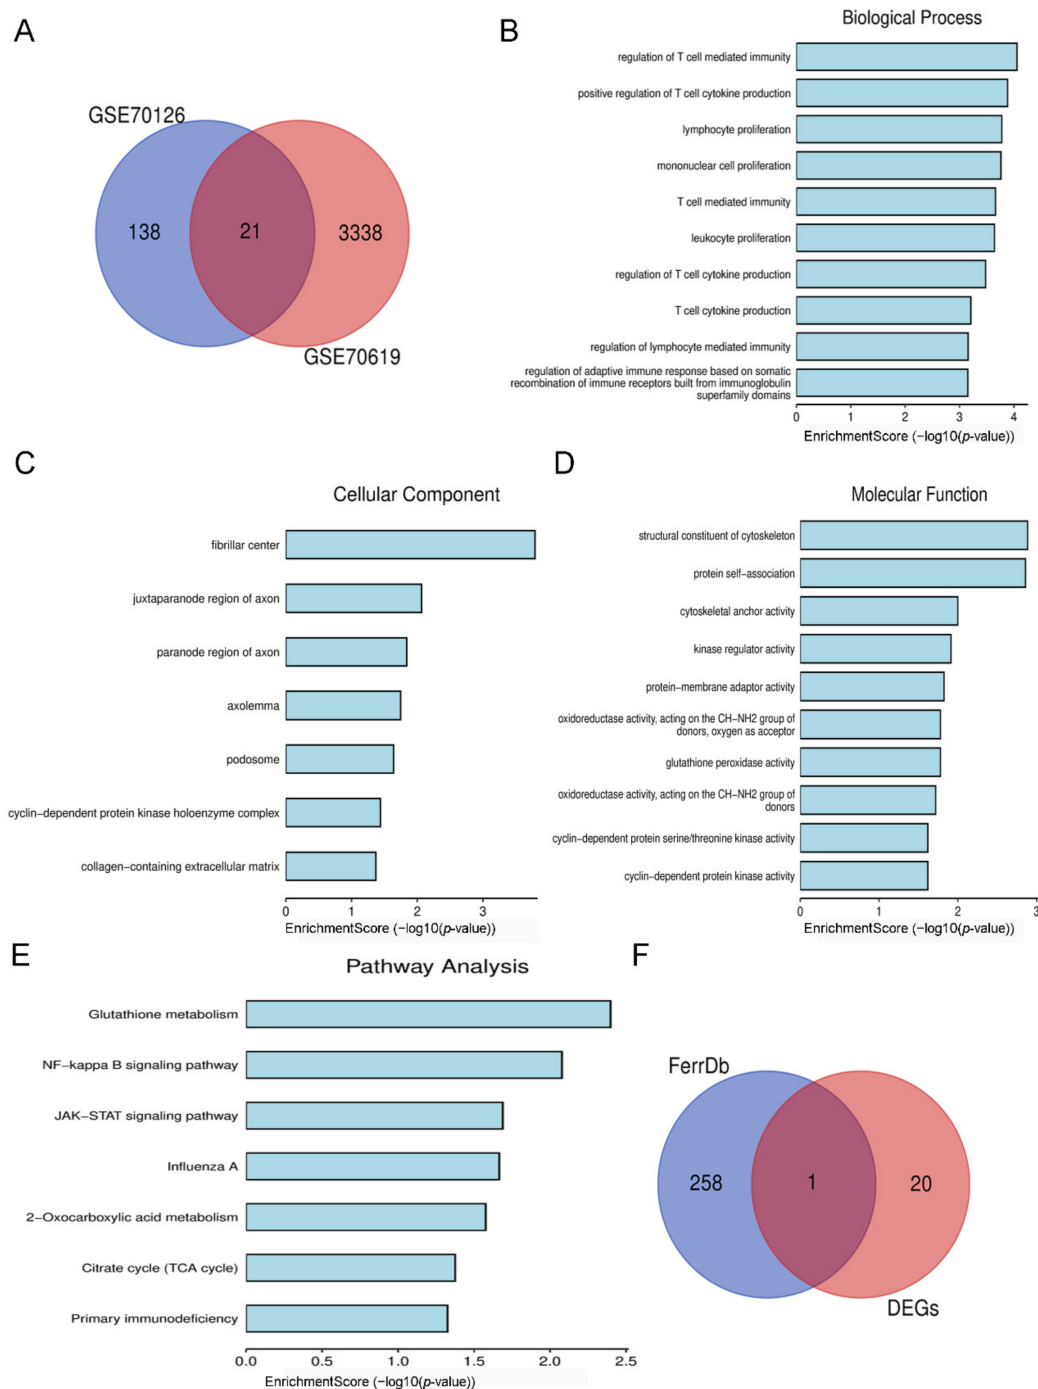 A
GSE70126
138
21
3338
GSE70619
B
Biological Process
regulation of T cell mediated immunity
positive regulation of T cell cytokine production
lymphocyte proliferation
mononuclear cell proliferation
T cell mediated immunity
leukocyte proliferation
regulation of T cell cytokine production
T cell cytokine production
regulation of lymphocyte mediated immunity
regulation of adaptive immune response based on somatic
recombination of immune receptors built from immunoglobulin
superfamily domains
0 1 2 3 4
EnrichmentScore (−log10(p-value))
C
Cellular Component
fibrillar center
juxtaparanode region of axon
paranode region of axon
axolemma
podosome
cyclin−dependent protein kinase holoenzyme complex
collagen−containing extracellular matrix
0 1 2 3
EnrichmentScore (−log10(p-value))
D
Molecular Function
structural constituent of cytoskeleton
protein self−association
cytoskeletal anchor activity
kinase regulator activity
protein−membrane adaptor activity
oxidoreductase activity, acting on the CH−NH2 group of
donors, oxygen as acceptor
glutathione peroxidase activity
oxidoreductase activity, acting on the CH−NH2 group of
donors
cyclin−dependent protein serine/threonine kinase activity
cyclin−dependent protein kinase activity
0 1 2 3
EnrichmentScore (−log10(p-value))
E
Pathway Analysis
Glutathione metabolism
NF−kappa B signaling pathway
JAK−STAT signaling pathway
Influenza A
2−Oxocarboxylic acid metabolism
Citrate cycle (TCA cycle)
Primary immunodeficiency
0.0 0.5 1.0 1.5 2.0 2.5
EnrichmentScore (−log10(p-value))
F
FerrDb
258
1
20
DEGs